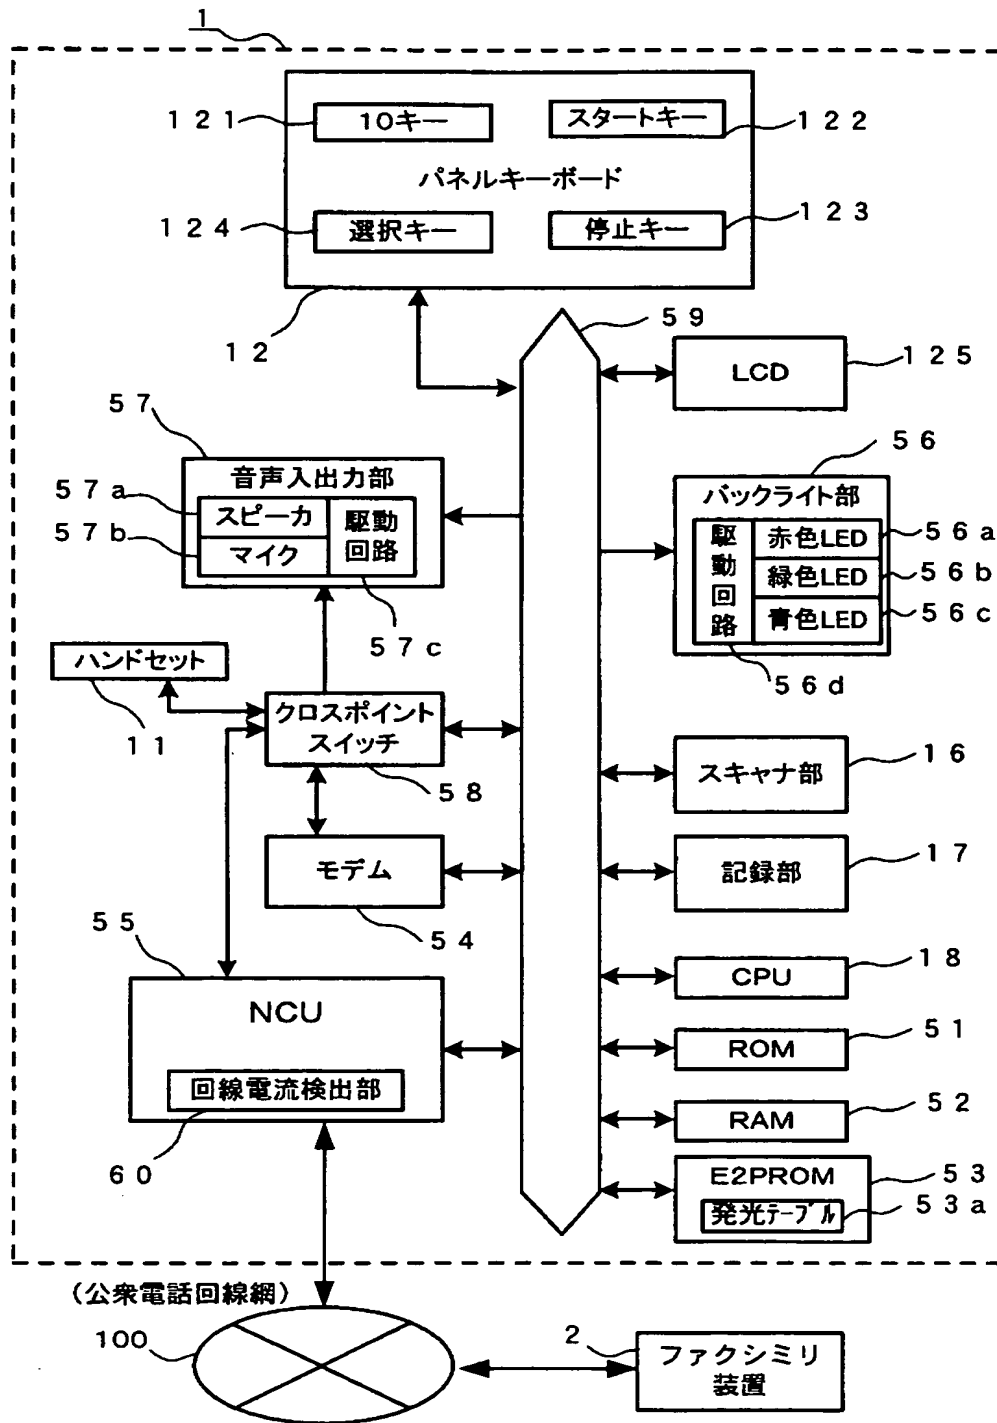 1
121
10キー
スタートキー
122
パネルキーボード
124
選択キー
停止キー
123
12
59
LCD
125
57
音声入出力部
57a
スピーカ
57b
マイク
駆動
回路
57c
56
バックライト部
駆動回路
赤色LED
56a
緑色LED
56b
青色LED
56c
56d
ハンドセット
11
クロスポイント
スイッチ
58
スキャナ部
16
モデム
54
記録部
17
55
NCU
回線電流検出部
60
CPU
18
ROM
51
RAM
52
E2PROM
53
発光テーブル
53a
(公衆電話回線網)
100
2
ファクシミリ
装置